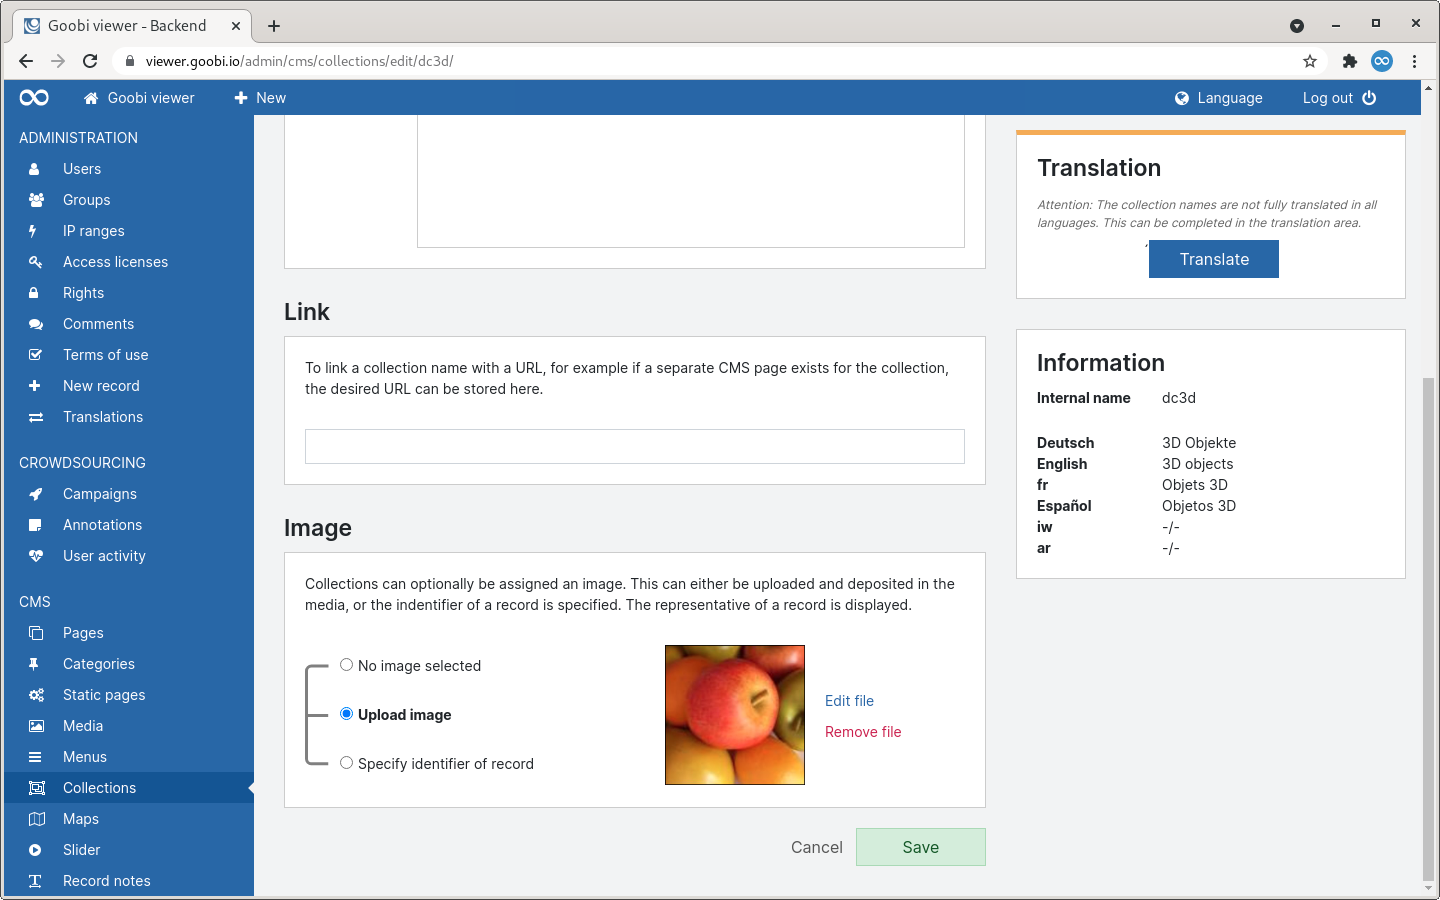 Goobi viewer - Backend
viewer.goobi.io/admin/cms/collections/edit/dc3d/
Goobi viewer
New
Language
Log out
ADMINISTRATION
Users
Groups
IP ranges
Access licenses
Rights
Comments
Terms of use
New record
Translations
CROWDSOURCING
Campaigns
Annotations
User activity
CMS
Pages
Categories
Static pages
Media
Menus
Collections
Maps
Slider
Record notes
Link
To link a collection name with a URL, for example if a separate CMS page exists for the collection,
the desired URL can be stored here.
Image
Collections can optionally be assigned an image. This can either be uploaded and deposited in the
media, or the indentifier of a record is specified. The representative of a record is displayed.
No image selected
Upload image
Specify identifier of record
Edit file
Remove file
Cancel
Save
Translation
Attention: The collection names are not fully translated in all
languages. This can be completed in the translation area.
Translate
Information
Internal name dc3d
Deutsch 3D Objekte
English 3D objects
fr Objets 3D
Español Objetos 3D
iw -/-
ar -/-